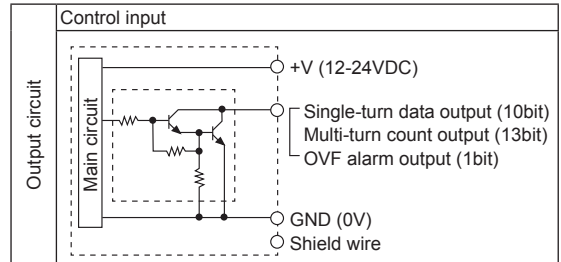 Control input
Output circuit
Main circuit
+V (12-24VDC)
Single-turn data output (10bit)
Multi-turn count output (13bit)
OVF alarm output (1bit)
GND (0V)
Shield wire